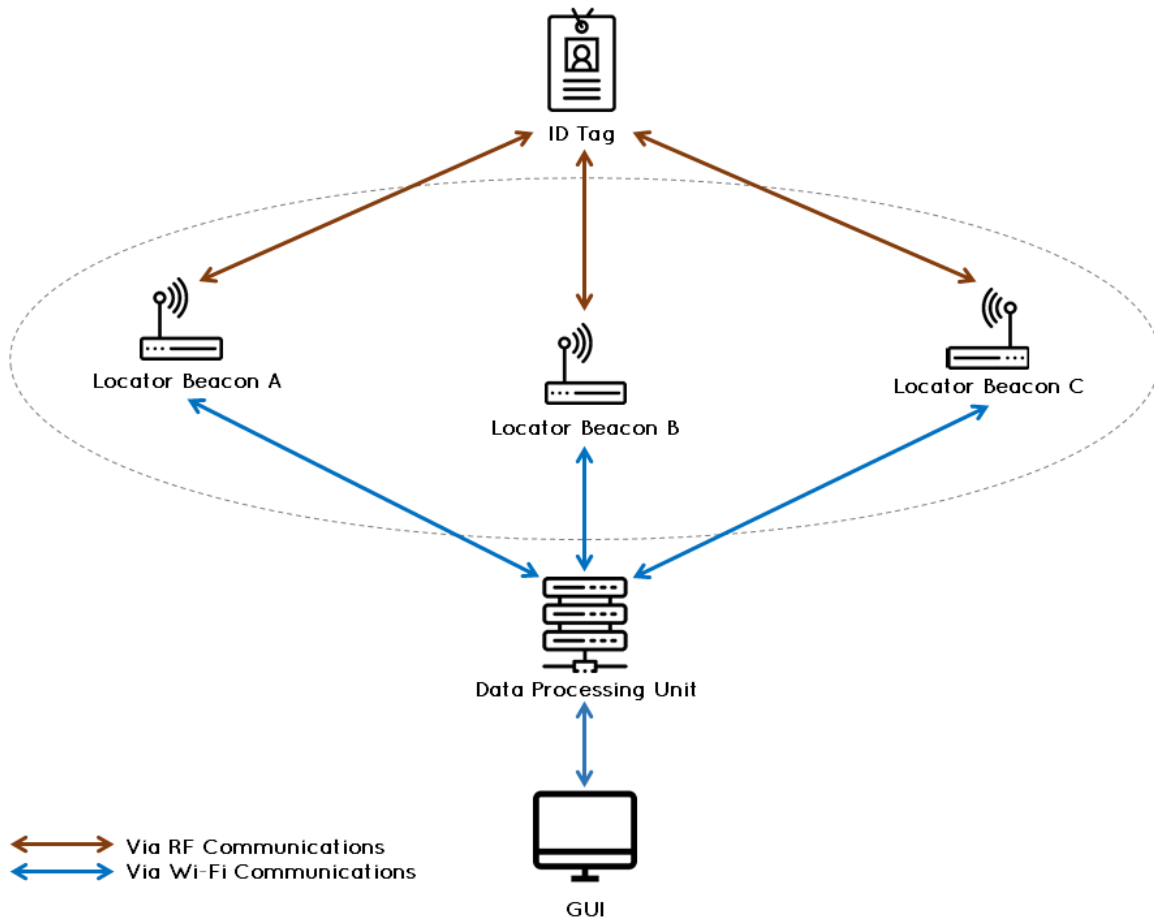 ID Tag
Locator Beacon A
Locator Beacon B
Locator Beacon C
Data Processing Unit
GUI
Via RF Communications
Via Wi-Fi Communications